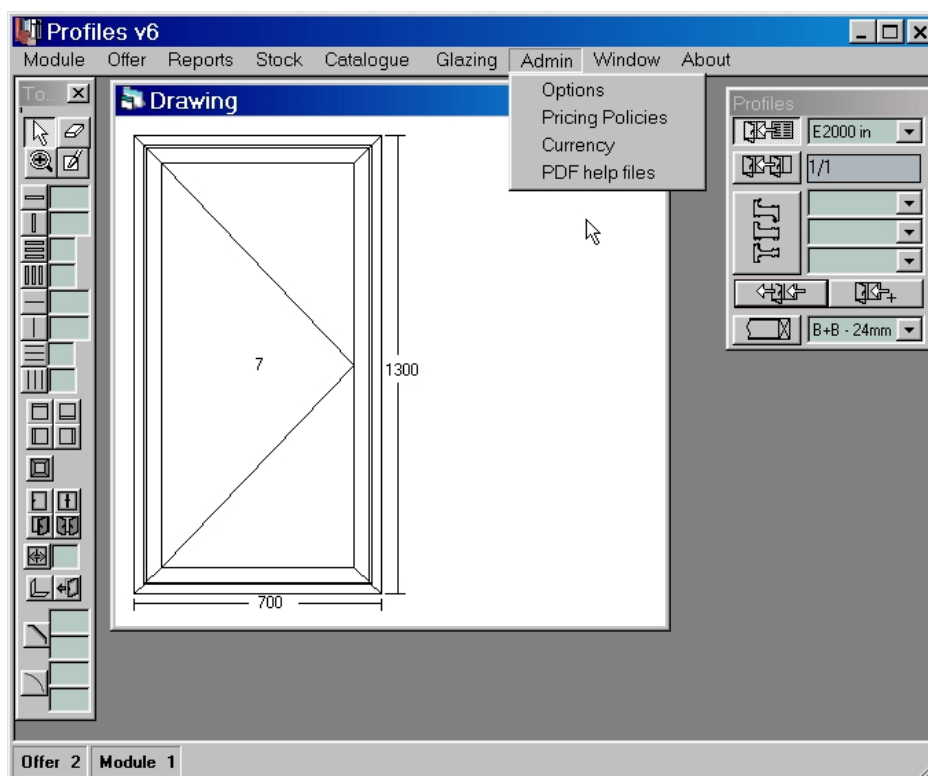 Profiles v6
Module Offer Reports Stock Catalogue Glazing Admin Window About
To...
Drawing
Options
Pricing Policies
Currency
PDF help files
Profiles
E2000 in
1/1
B+B - 24mm
7
1300
700
Offer 2 Module 1